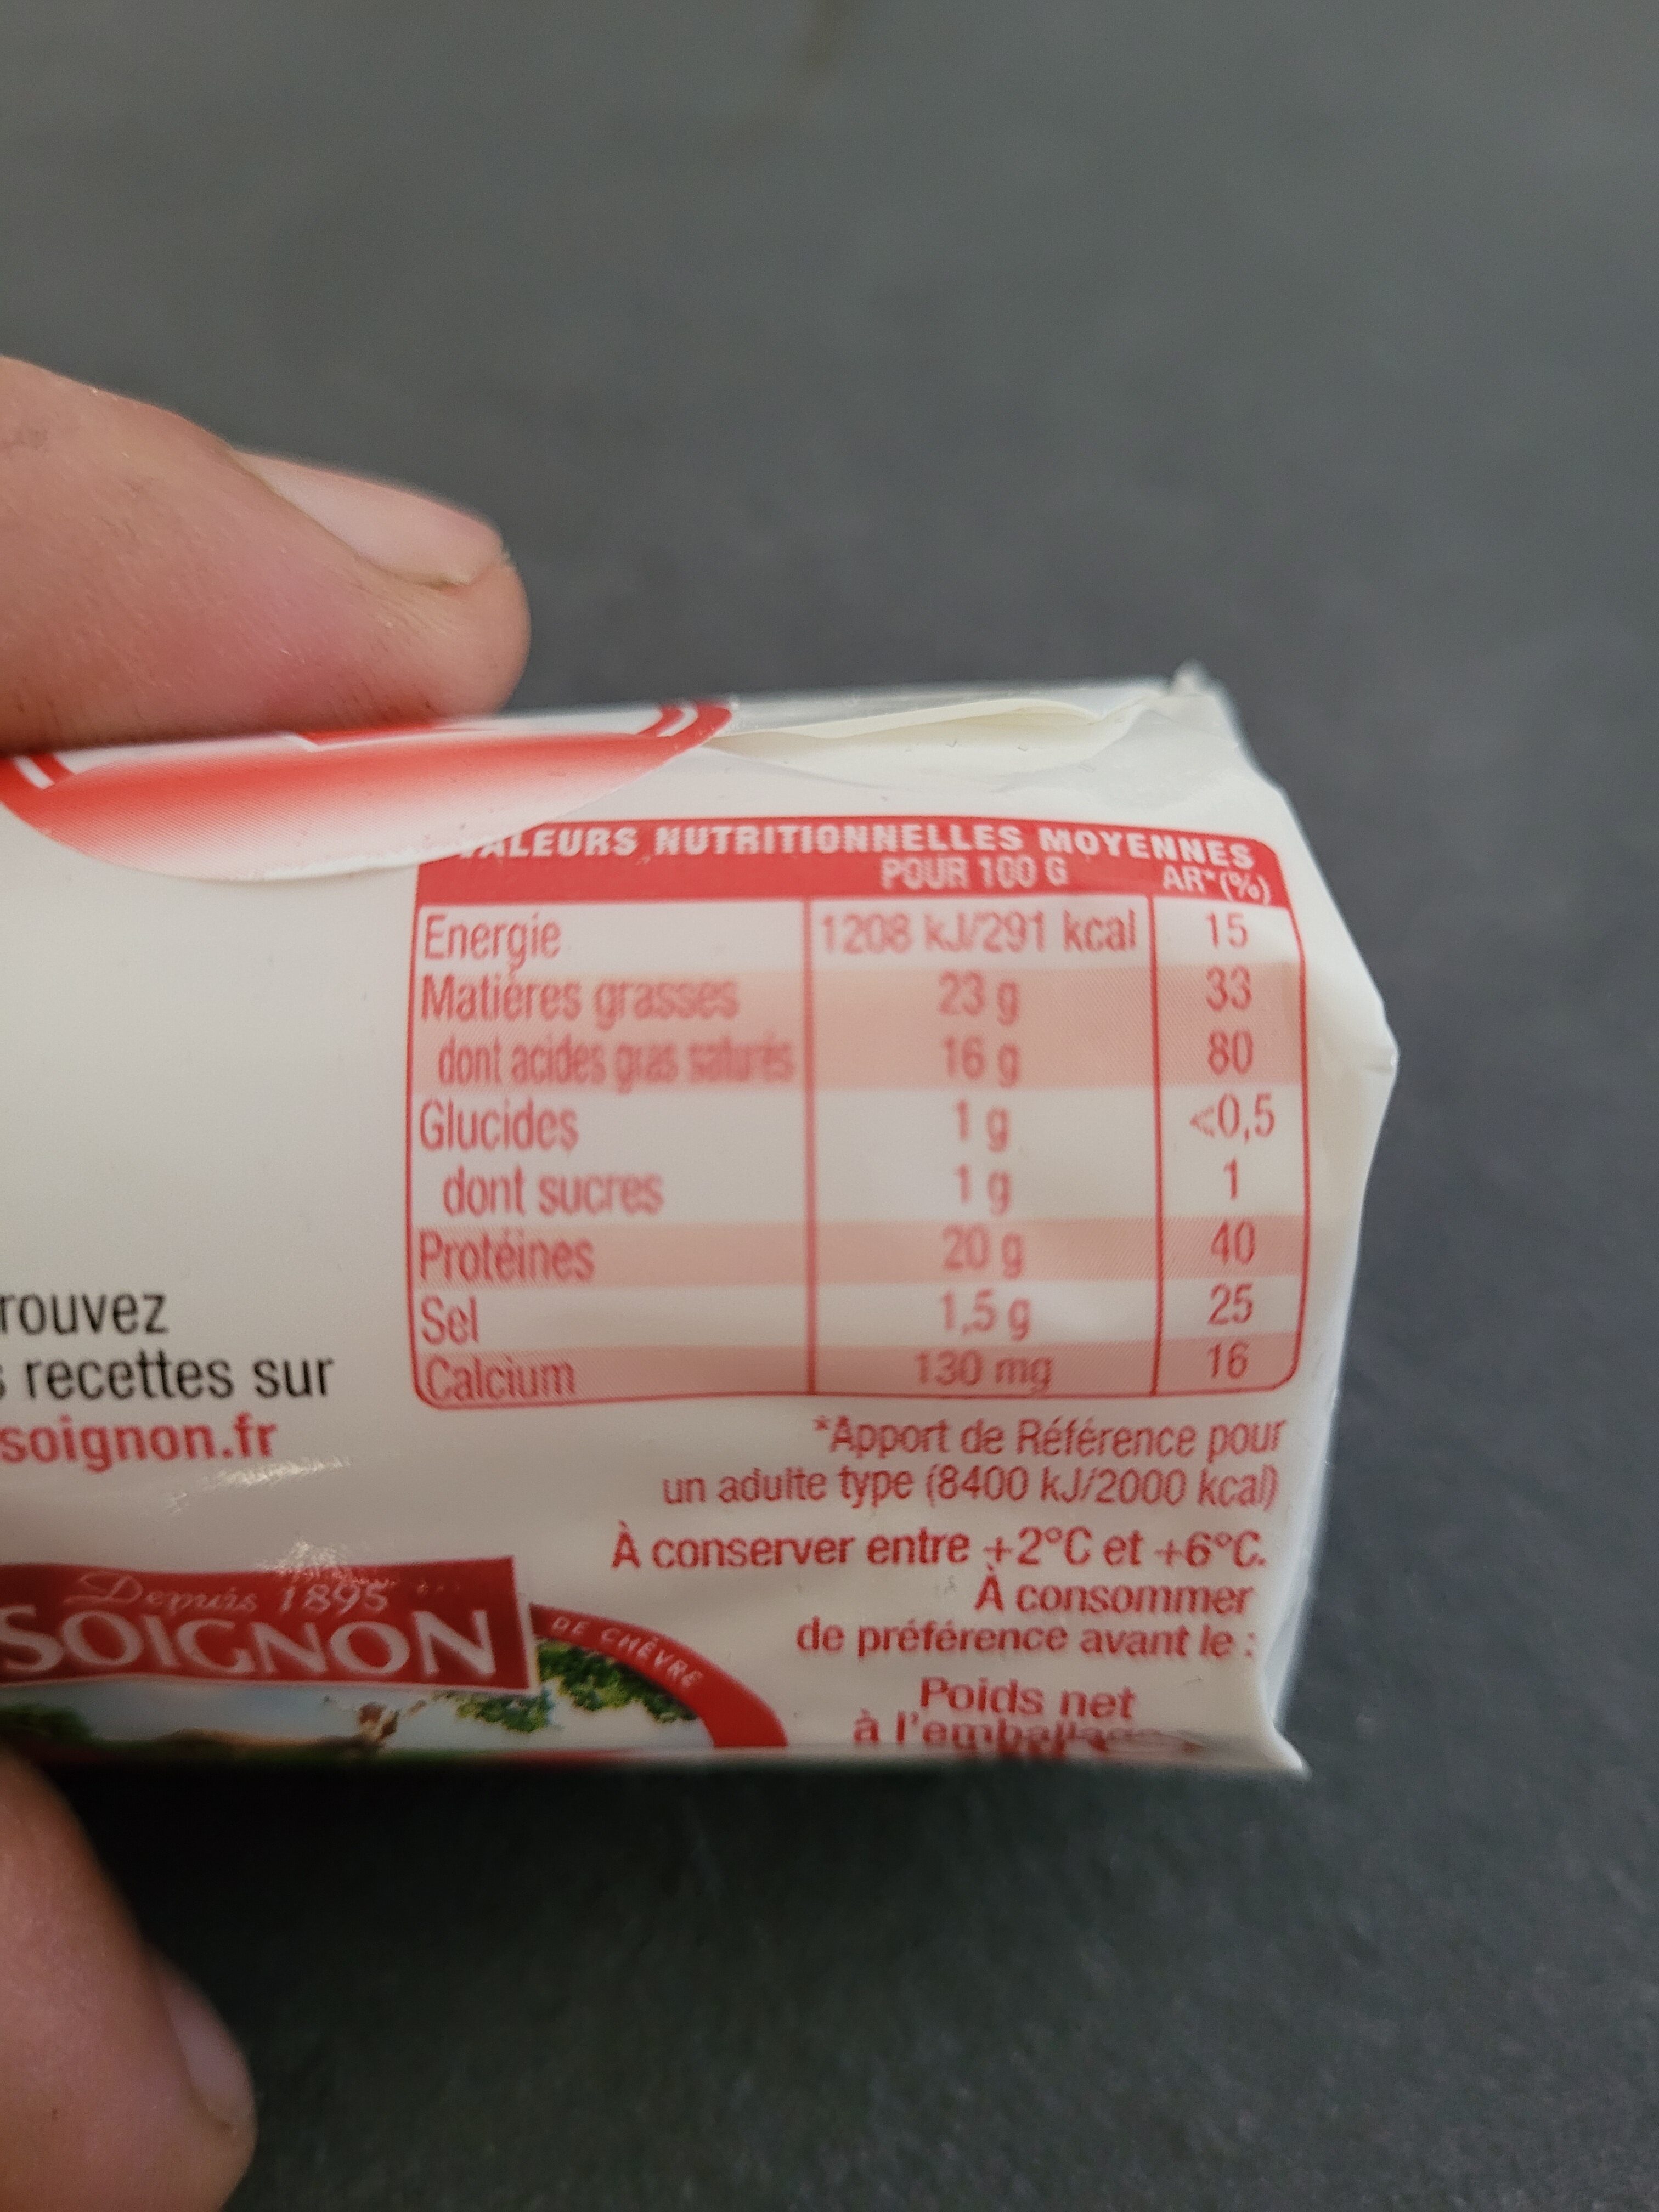 VALEURS NUTRITIONNELLES MOYENNES
POUR 100 G AR*(%)
Energie 1208 kJ/291 kcal 15
Matières grasses 23 g 33
dont acides gras saturés 16 g 80
Glucides 1 g <0,5
dont sucres 1 g 1
Protéines 20 g 40
Sel 1,5 g 25
Calcium 130 mg 16
*Apport de Référence pour
un adulte type (8400 kJ/2000 kcal)
À conserver entre +2°C et +6°C.
À consommer
de préférence avant le :
Poids net
à l'emballage
rouvez
s recettes sur
soignon.fr
Depuis 1895
SOIGNON
DE CHÈVRE